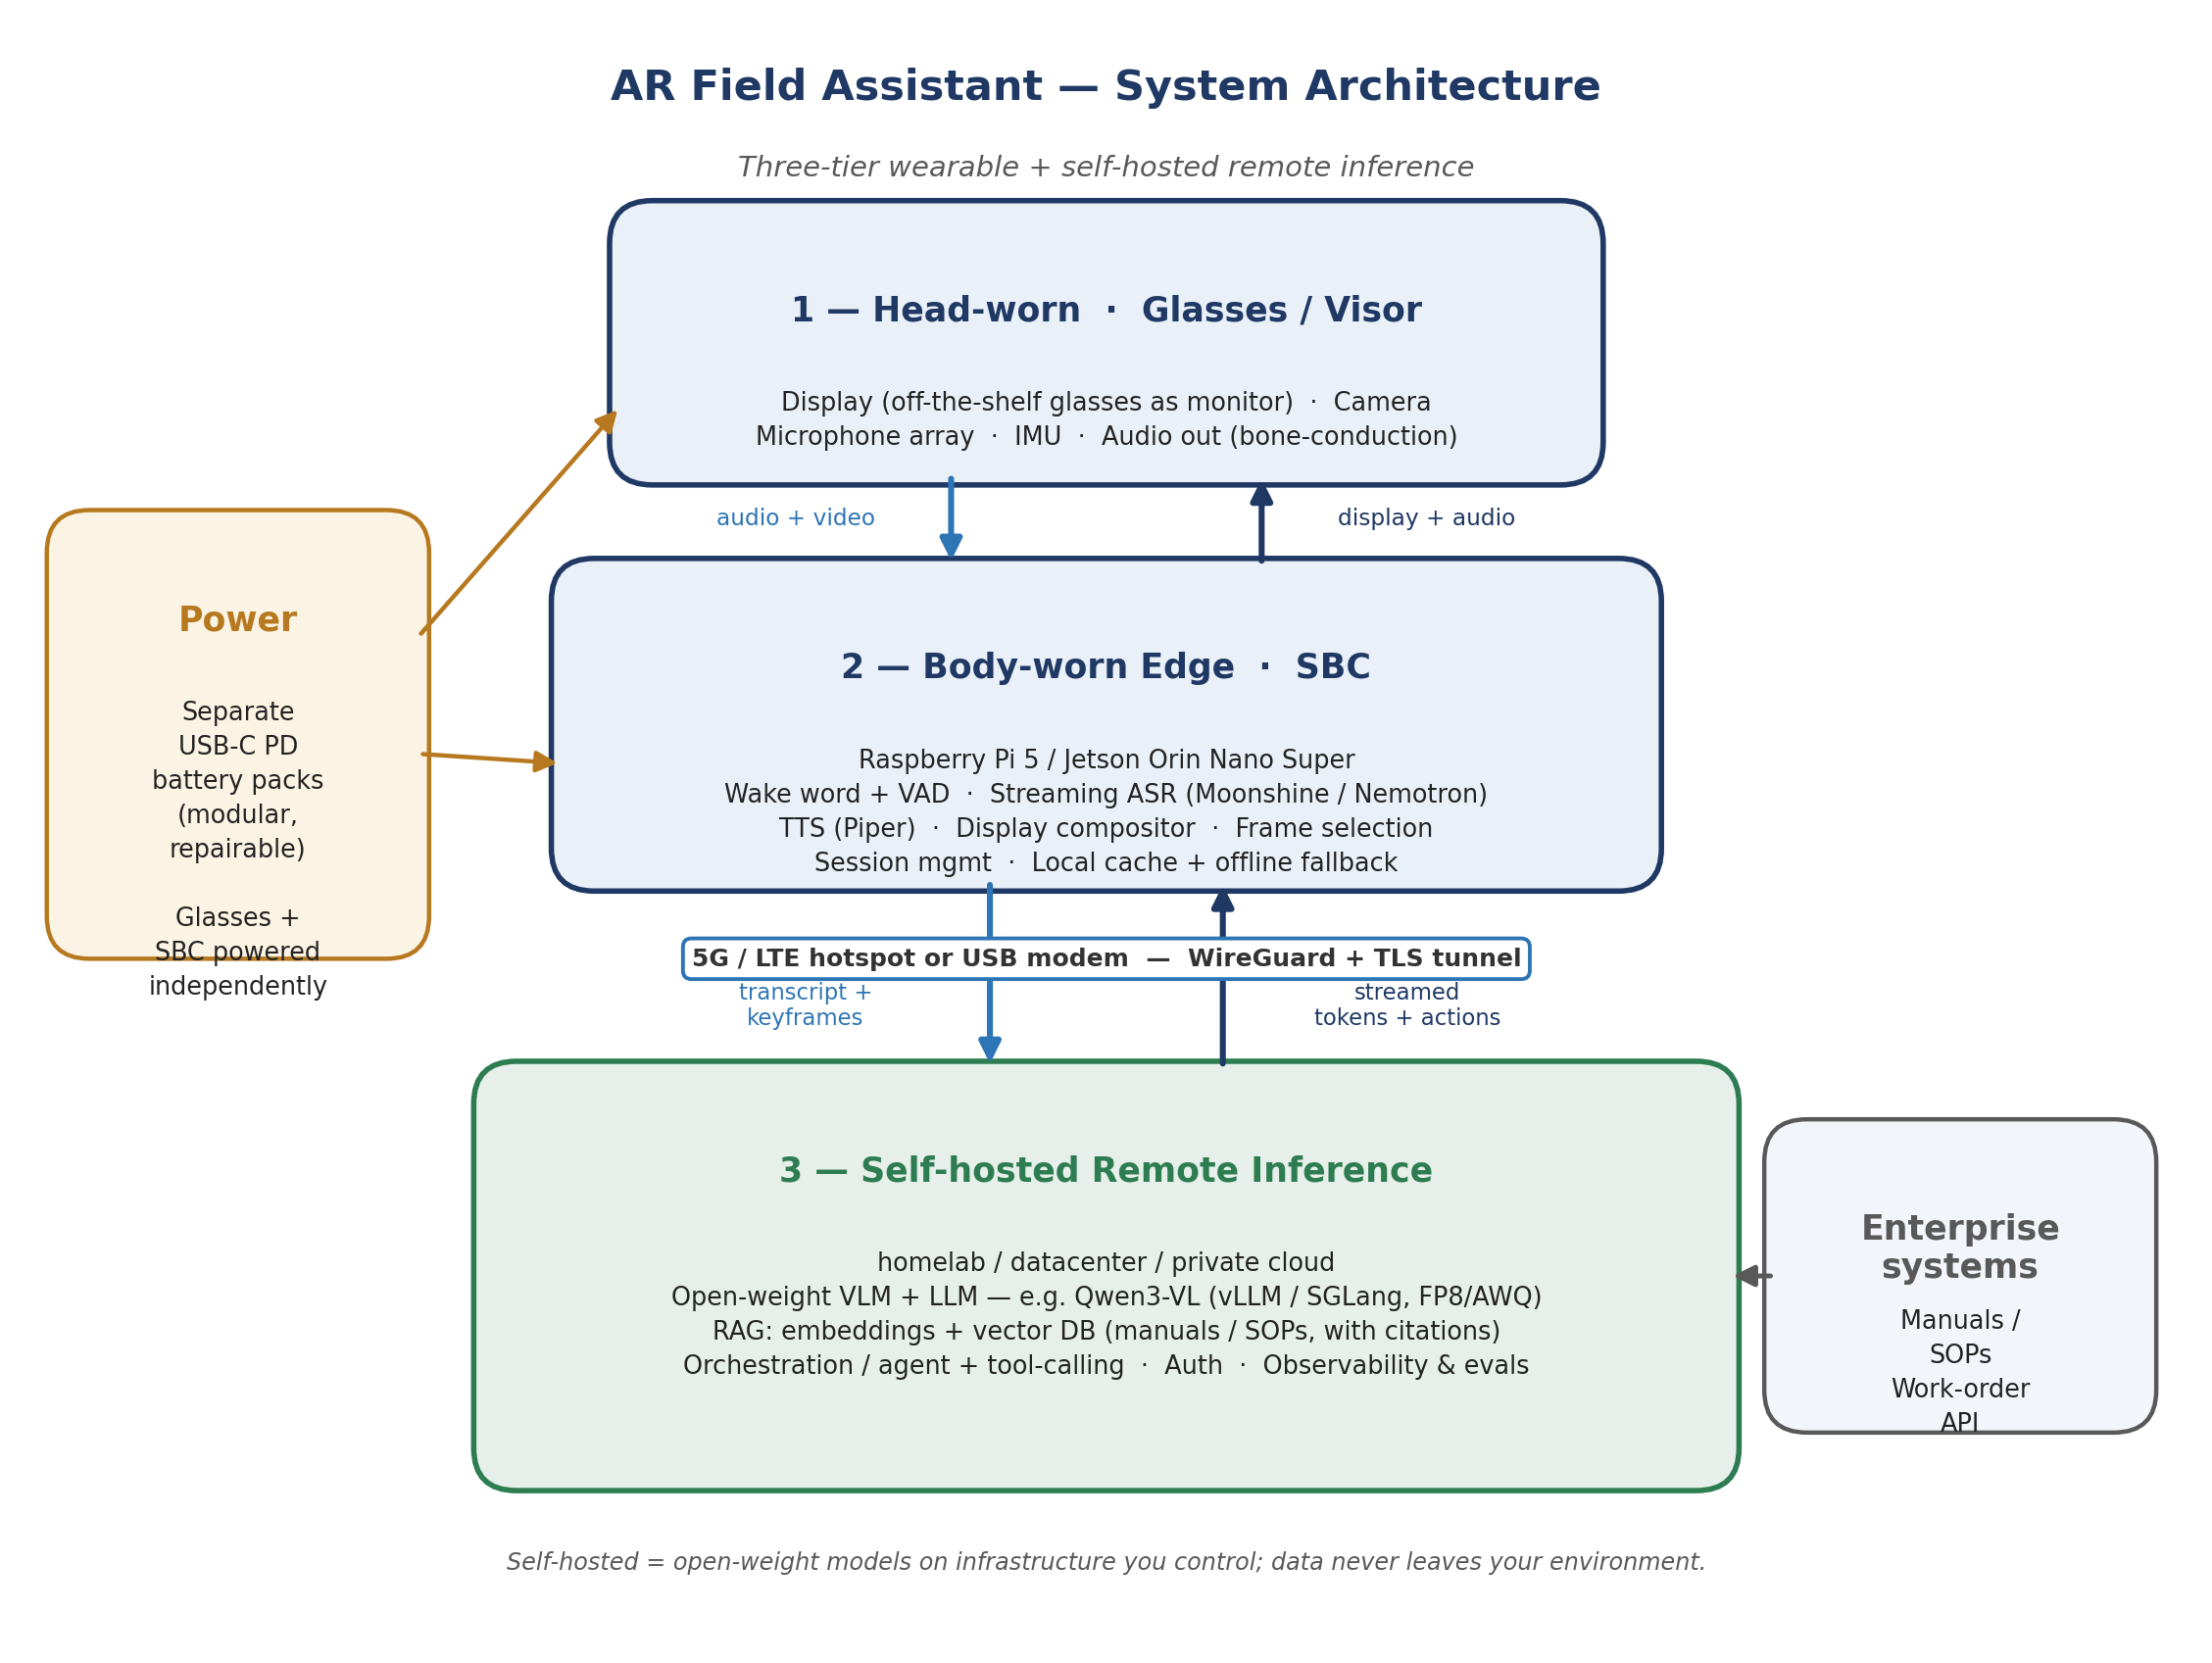 AR Field Assistant — System Architecture
Three-tier wearable + self-hosted remote inference
1 — Head-worn · Glasses / Visor
Display (off-the-shelf glasses as monitor) · Camera
Microphone array · IMU · Audio out (bone-conduction)
audio + video
display + audio
Power
Separate
USB-C PD
battery packs
(modular,
repairable)
Glasses +
SBC powered
independently
2 — Body-worn Edge · SBC
Raspberry Pi 5 / Jetson Orin Nano Super
Wake word + VAD · Streaming ASR (Moonshine / Nemotron)
TTS (Piper) · Display compositor · Frame selection
Session mgmt · Local cache + offline fallback
5G / LTE hotspot or USB modem — WireGuard + TLS tunnel
transcript +
keyframes
streamed
tokens + actions
3 — Self-hosted Remote Inference
homelab / datacenter / private cloud
Open-weight VLM + LLM — e.g. Qwen3-VL (vLLM / SGLang, FP8/AWQ)
RAG: embeddings + vector DB (manuals / SOPs, with citations)
Orchestration / agent + tool-calling · Auth · Observability & evals
Enterprise
systems
Manuals /
SOPs
Work-order
API
Self-hosted = open-weight models on infrastructure you control; data never leaves your environment.